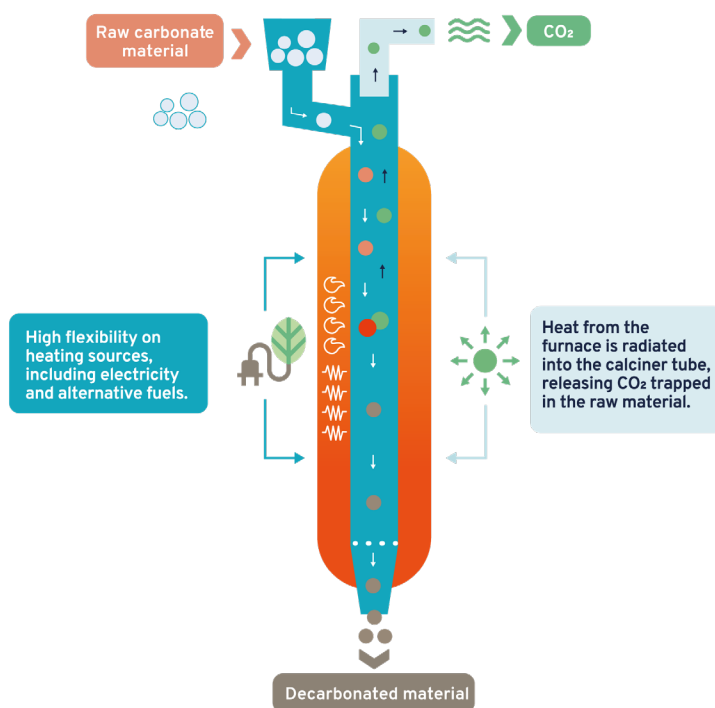 Raw carbonate
material
CO₂
High flexibility on
heating sources,
including electricity
and alternative fuels.
Heat from the
furnace is radiated
into the calciner tube,
releasing CO₂ trapped
in the raw material.
Decarbonated material